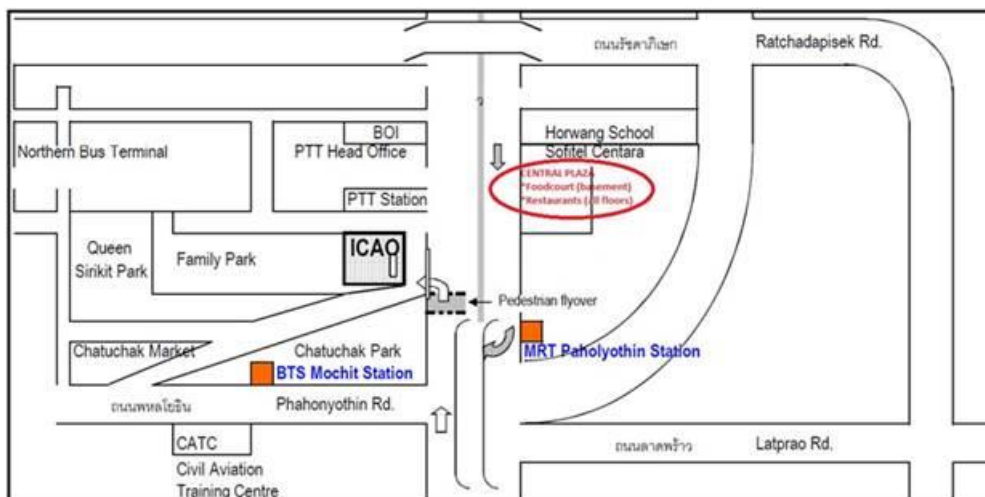 ถนนรัชดาภิเษก
Ratchadapisek Rd.
BOI
Horwang School
Northern Bus Terminal
PTT Head Office
Sofitel Centara
CENTRAL PLAZA
*Foodcourt (basement)
*Restaurants (all floors)
PTT Station
ICAO
Queen
Sirikit Park
Family Park
Pedestrian flyover
Chatuchak Market
Chatuchak Park
MRT Paholyothin Station
BTS Mochit Station
ถนนพหลโยธิน
Phahonyothin Rd.
CATC
Civil Aviation
Training Centre
ถนนลาดพร้าว
Latprao Rd.